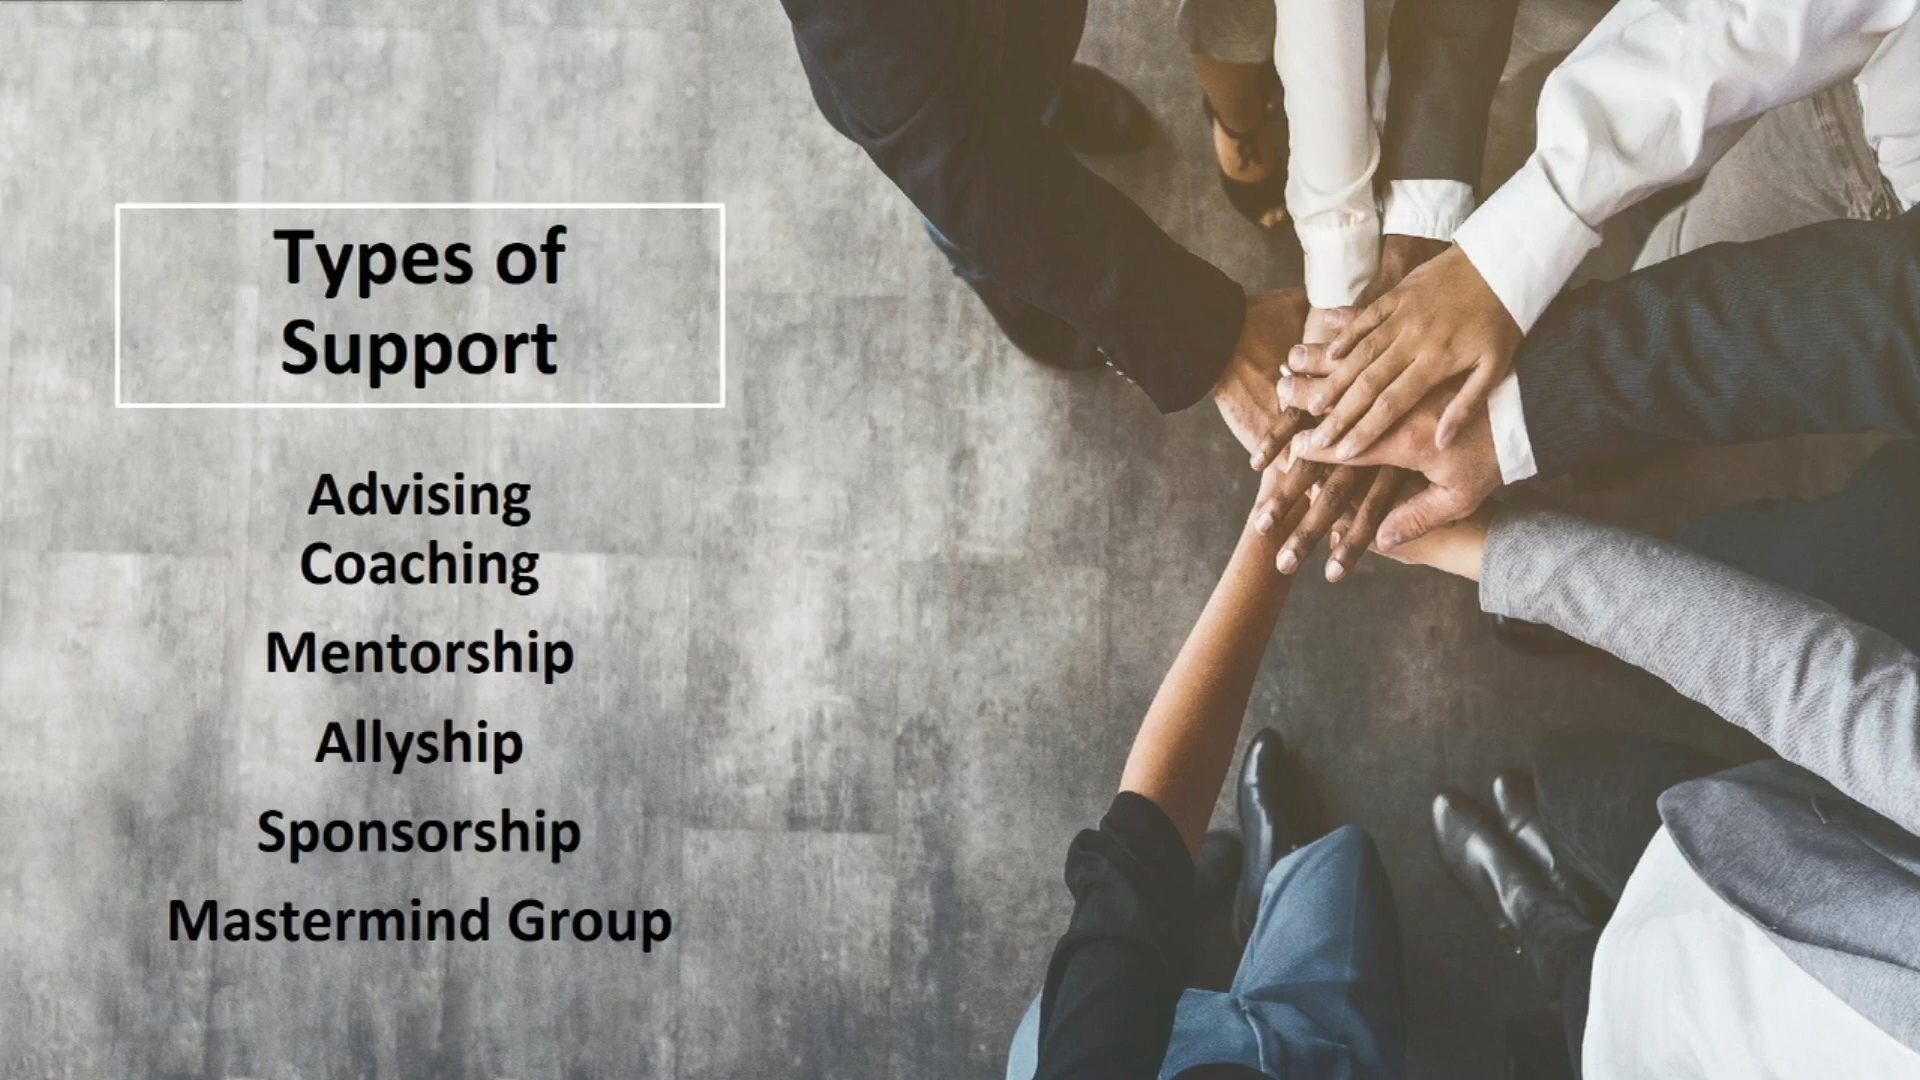 Types of
Support
Advising
Coaching
Mentorship
Allyship
Sponsorship
Mastermind Group